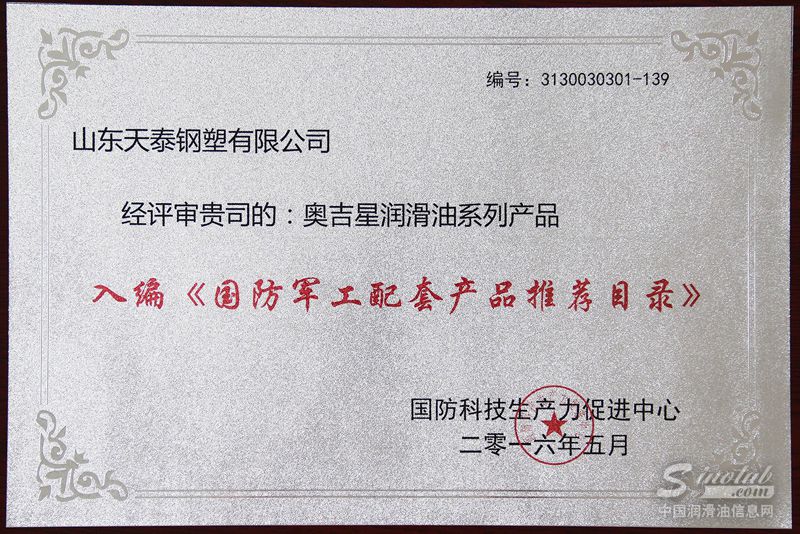 编号：3130030301-139
山东天泰钢塑有限公司
经评审贵司的：奥吉星润滑油系列产品
入编《国防军工配套产品推荐目录》
国防科技生产力促进中心
二零一六年五月
Sinolub
.com
中国润滑油信息网